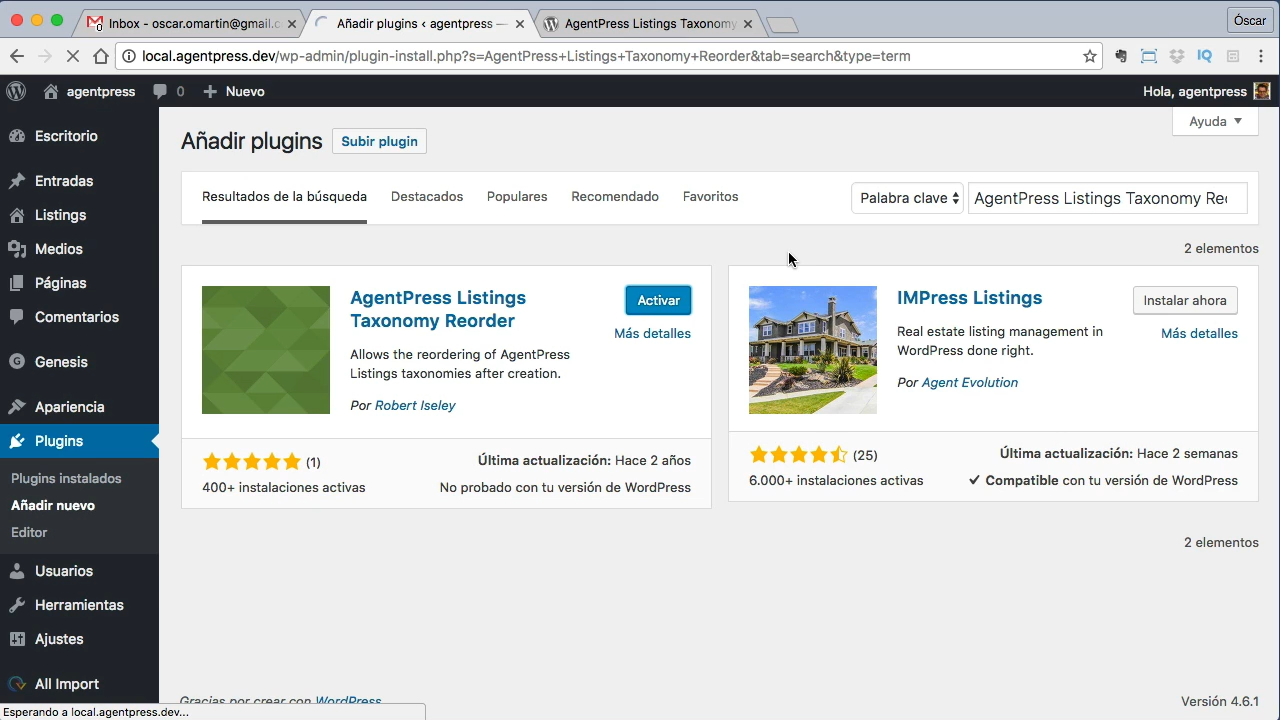 Inbox - oscar.omartin@gmail.c
Añadir plugins ‹ agentpress —
AgentPress Listings Taxonomy
Óscar
local.agentpress.dev/wp-admin/plugin-install.php?s=AgentPress+Listings+Taxonomy+Reorder&tab=search&type=term
agentpress
0
Nuevo
Hola, agentpress
Escritorio
Entradas
Listings
Medios
Páginas
Comentarios
Genesis
Apariencia
Plugins
Plugins instalados
Añadir nuevo
Editor
Usuarios
Herramientas
Ajustes
All Import
Ayuda
Añadir plugins
Subir plugin
Resultados de la búsqueda
Destacados
Populares
Recomendado
Favoritos
Palabra clave
AgentPress Listings Taxonomy Re
2 elementos
AgentPress Listings
Taxonomy Reorder
Activar
Más detalles
Allows the reordering of AgentPress
Listings taxonomies after creation.
Por Robert Iseley
(1)
Última actualización: Hace 2 años
400+ instalaciones activas
No probado con tu versión de WordPress
IMPress Listings
Instalar ahora
Más detalles
Real estate listing management in
WordPress done right.
Por Agent Evolution
(25)
Última actualización: Hace 2 semanas
6.000+ instalaciones activas
✓ Compatible con tu versión de WordPress
2 elementos
Gracias por crear con WordPress
Versión 4.6.1
Esperando a local.agentpress.dev...